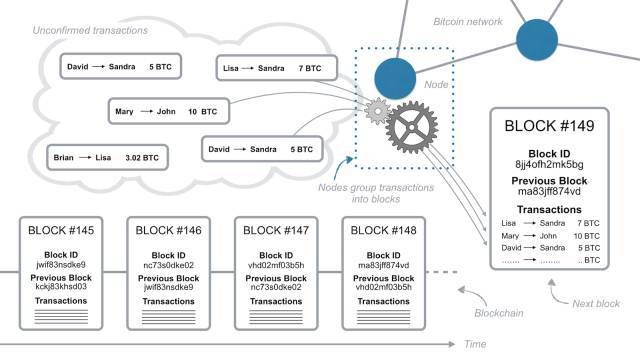 Unconfirmed transactions
Bitcoin network
David → Sandra 5 BTC
Lisa → Sandra 7 BTC
Node
Mary → John 10 BTC
David → Sandra 5 BTC
Brian → Lisa 3.02 BTC
Nodes group transactions
into blocks
BLOCK #149
Block ID
8jj4ofh2mk5bg
Previous Block
ma83jff874vd
Transactions
Lisa → Sandra 7 BTC
Mary → John 10 BTC
David → Sandra 5 BTC
........ → ........ .. BTC
BLOCK #145
Block ID
jwif83nsdke9
Previous Block
kckj83khsd03
Transactions
BLOCK #146
Block ID
nc73s0dke02
Previous Block
jwif83nsdke9
Transactions
BLOCK #147
Block ID
vhd02mf03b5h
Previous Block
nc73s0dke02
Transactions
BLOCK #148
Block ID
ma83jff874vd
Previous Block
vhd02mf03b5h
Transactions
Blockchain
Next block
Time